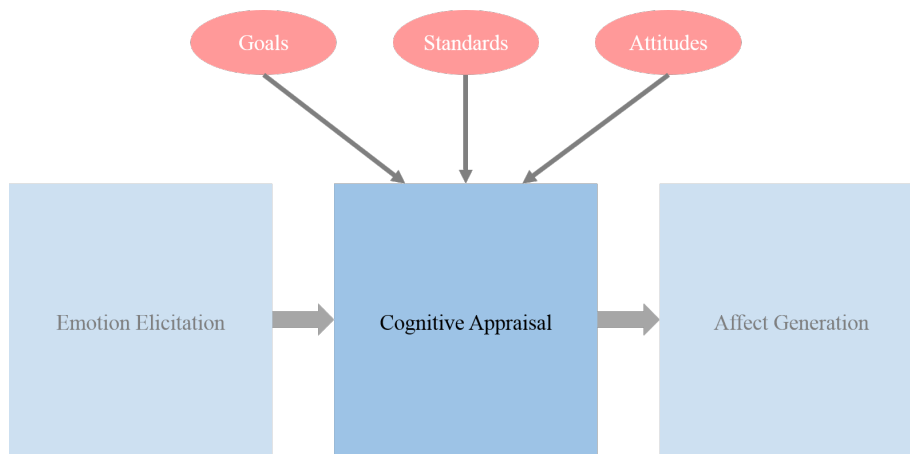 Goals
Standards
Attitudes
Emotion Elicitation
Cognitive Appraisal
Affect Generation